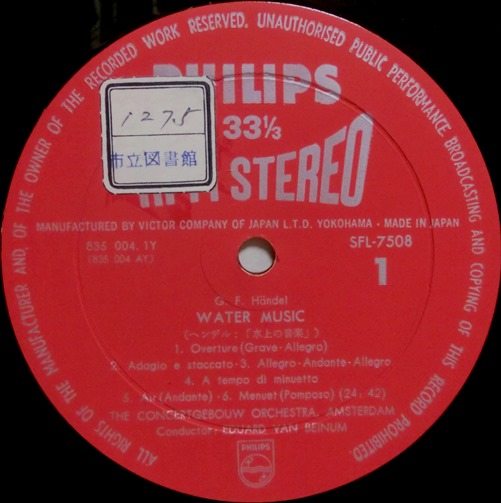 ALL RIGHTS OF THE MANUFACTURER AND OF THE OWNER OF THE RECORDED WORK RESERVED. UNAUTHORISED PUBLIC PERFORMANCE BROADCASTING AND COPYING OF THIS RECORD PROHIBITED.
PHILIPS
33⅓
1275
市立図書館
HI-FI STEREO
MANUFACTURED BY VICTOR COMPANY OF JAPAN L.T.D. YOKOHAMA • MADE IN JAPAN
835 004.1Y
(835 004 AY)
SFL-7508
1
G. F. Händel
WATER MUSIC
(ヘンデル:「水上の音楽」)
1. Overture (Grave-Allegro)
2. Adagio e staccato • 3. Allegro-Andante-Allegro
4. A tempo di minuetto
5. Air (Andante) • 6. Menuet (Pomposo) (24:42)
THE CONCERTGEBOUW ORCHESTRA, AMSTERDAM
Conductor: EDUARD VAN BEINUM
PHILIPS